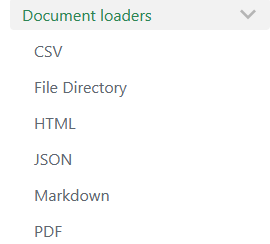 Document loaders
CSV
File Directory
HTML
JSON
Markdown
PDF